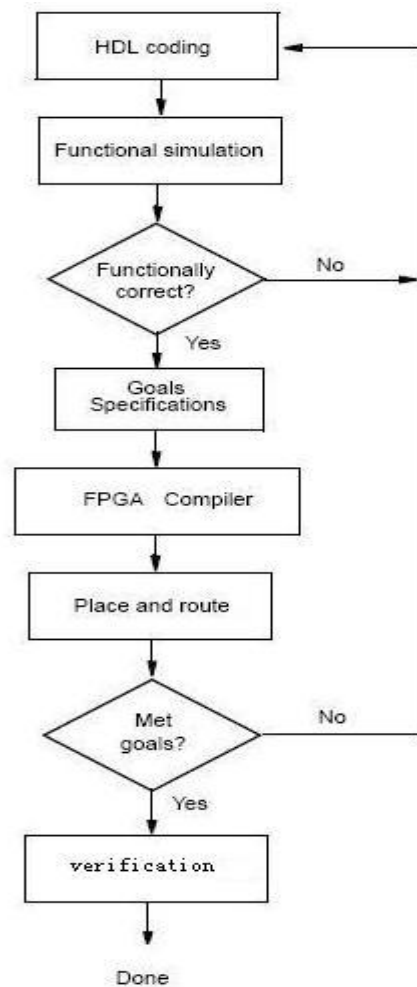 HDL coding
Functional simulation
Functionally
correct?
No
Yes
Goals
Specifications
FPGA Compiler
Place and route
Met
goals?
No
Yes
verification
Done